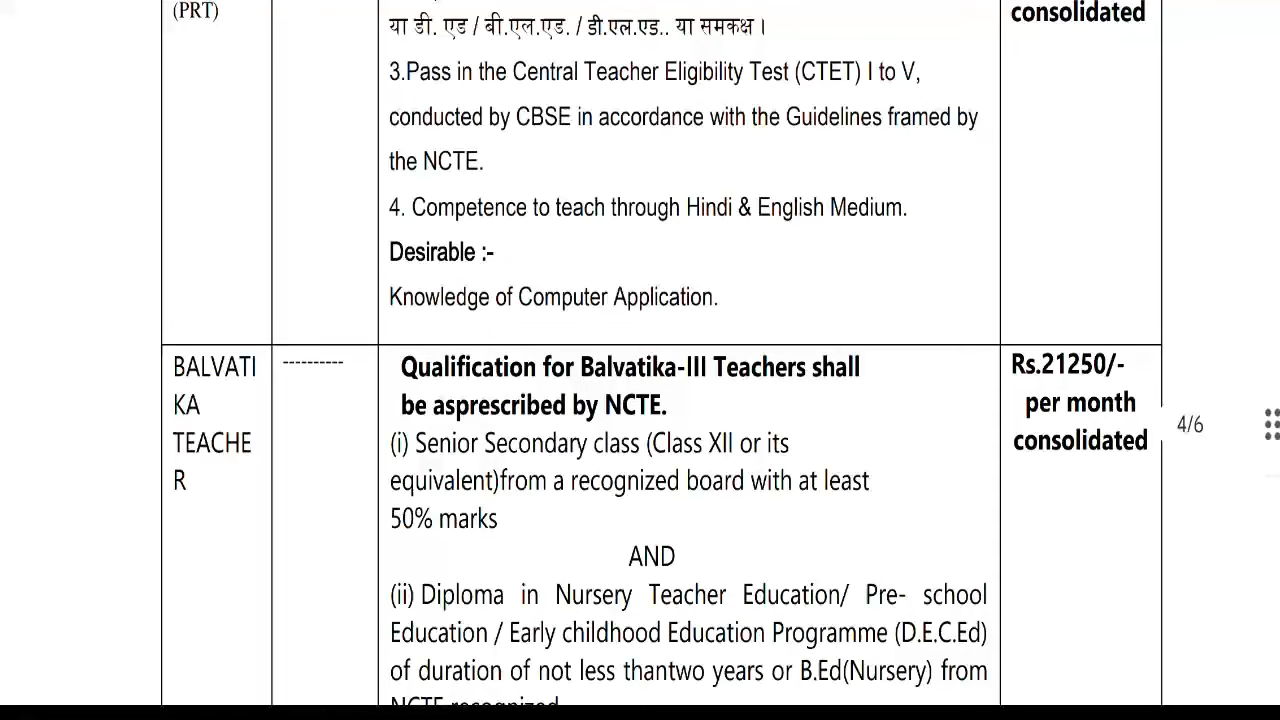 (PRT)
consolidated
या डी. एड / बी.एल.एड. / डी.एल.एड.. या समकक्ष ।
3.Pass in the Central Teacher Eligibility Test (CTET) I to V,
conducted by CBSE in accordance with the Guidelines framed by
the NCTE.
4. Competence to teach through Hindi & English Medium.
Desirable :-
Knowledge of Computer Application.
BALVATI
KA
TEACHE
R
----------
Qualification for Balvatika-III Teachers shall
be asprescribed by NCTE.
(i) Senior Secondary class (Class XII or its
equivalent)from a recognized board with at least
50% marks
AND
(ii) Diploma in Nursery Teacher Education/ Pre- school
Education / Early childhood Education Programme (D.E.C.Ed)
of duration of not less thantwo years or B.Ed(Nursery) from
NCTE recognized
Rs.21250/-
per month
consolidated
4/6